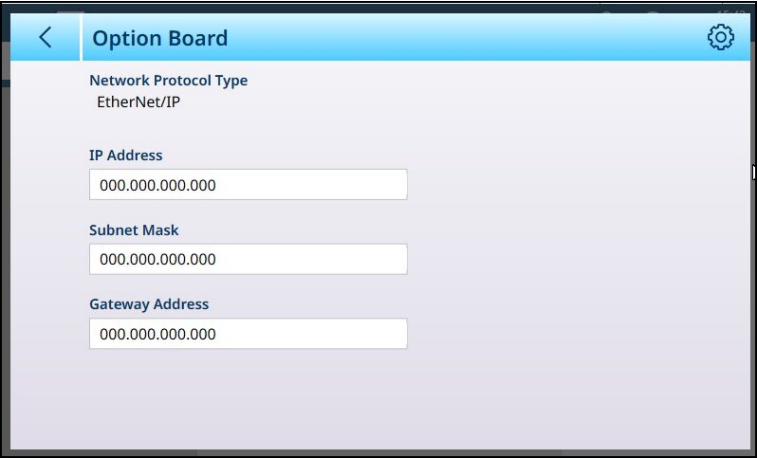 Option Board
Network Protocol Type
EtherNet/IP
IP Address
000.000.000.000
Subnet Mask
000.000.000.000
Gateway Address
000.000.000.000